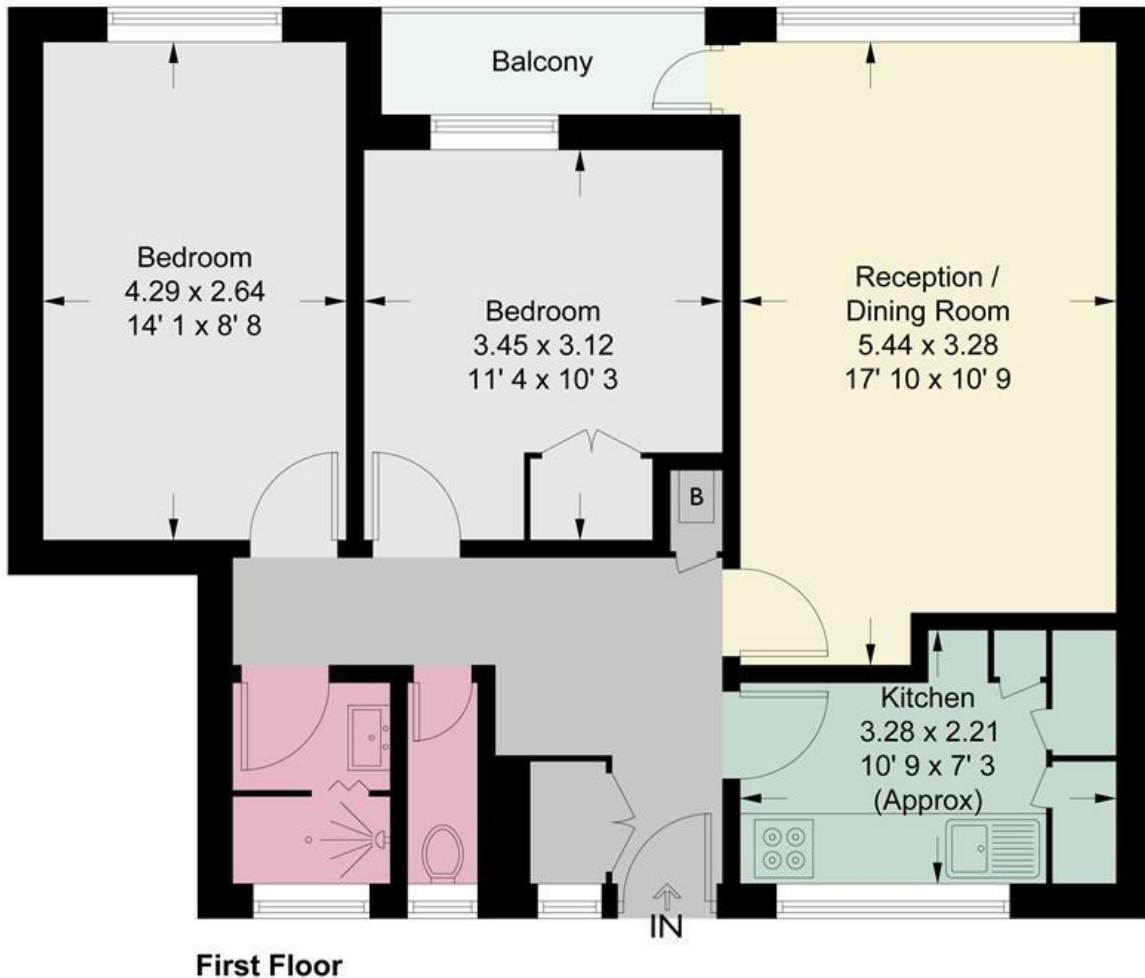 Balcony
Bedroom
4.29 x 2.64
14' 1 x 8' 8
Bedroom
3.45 x 3.12
11' 4 x 10' 3
Reception /
Dining Room
5.44 x 3.28
17' 10 x 10' 9
B
Kitchen
3.28 x 2.21
10' 9 x 7' 3
(Approx)
IN
First Floor